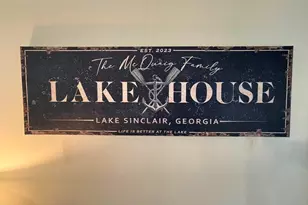 EST. 2023
The McQuaig Family
LAKE HOUSE
LAKE SINCLAIR, GEORGIA
LIFE IS BETTER AT THE LAKE